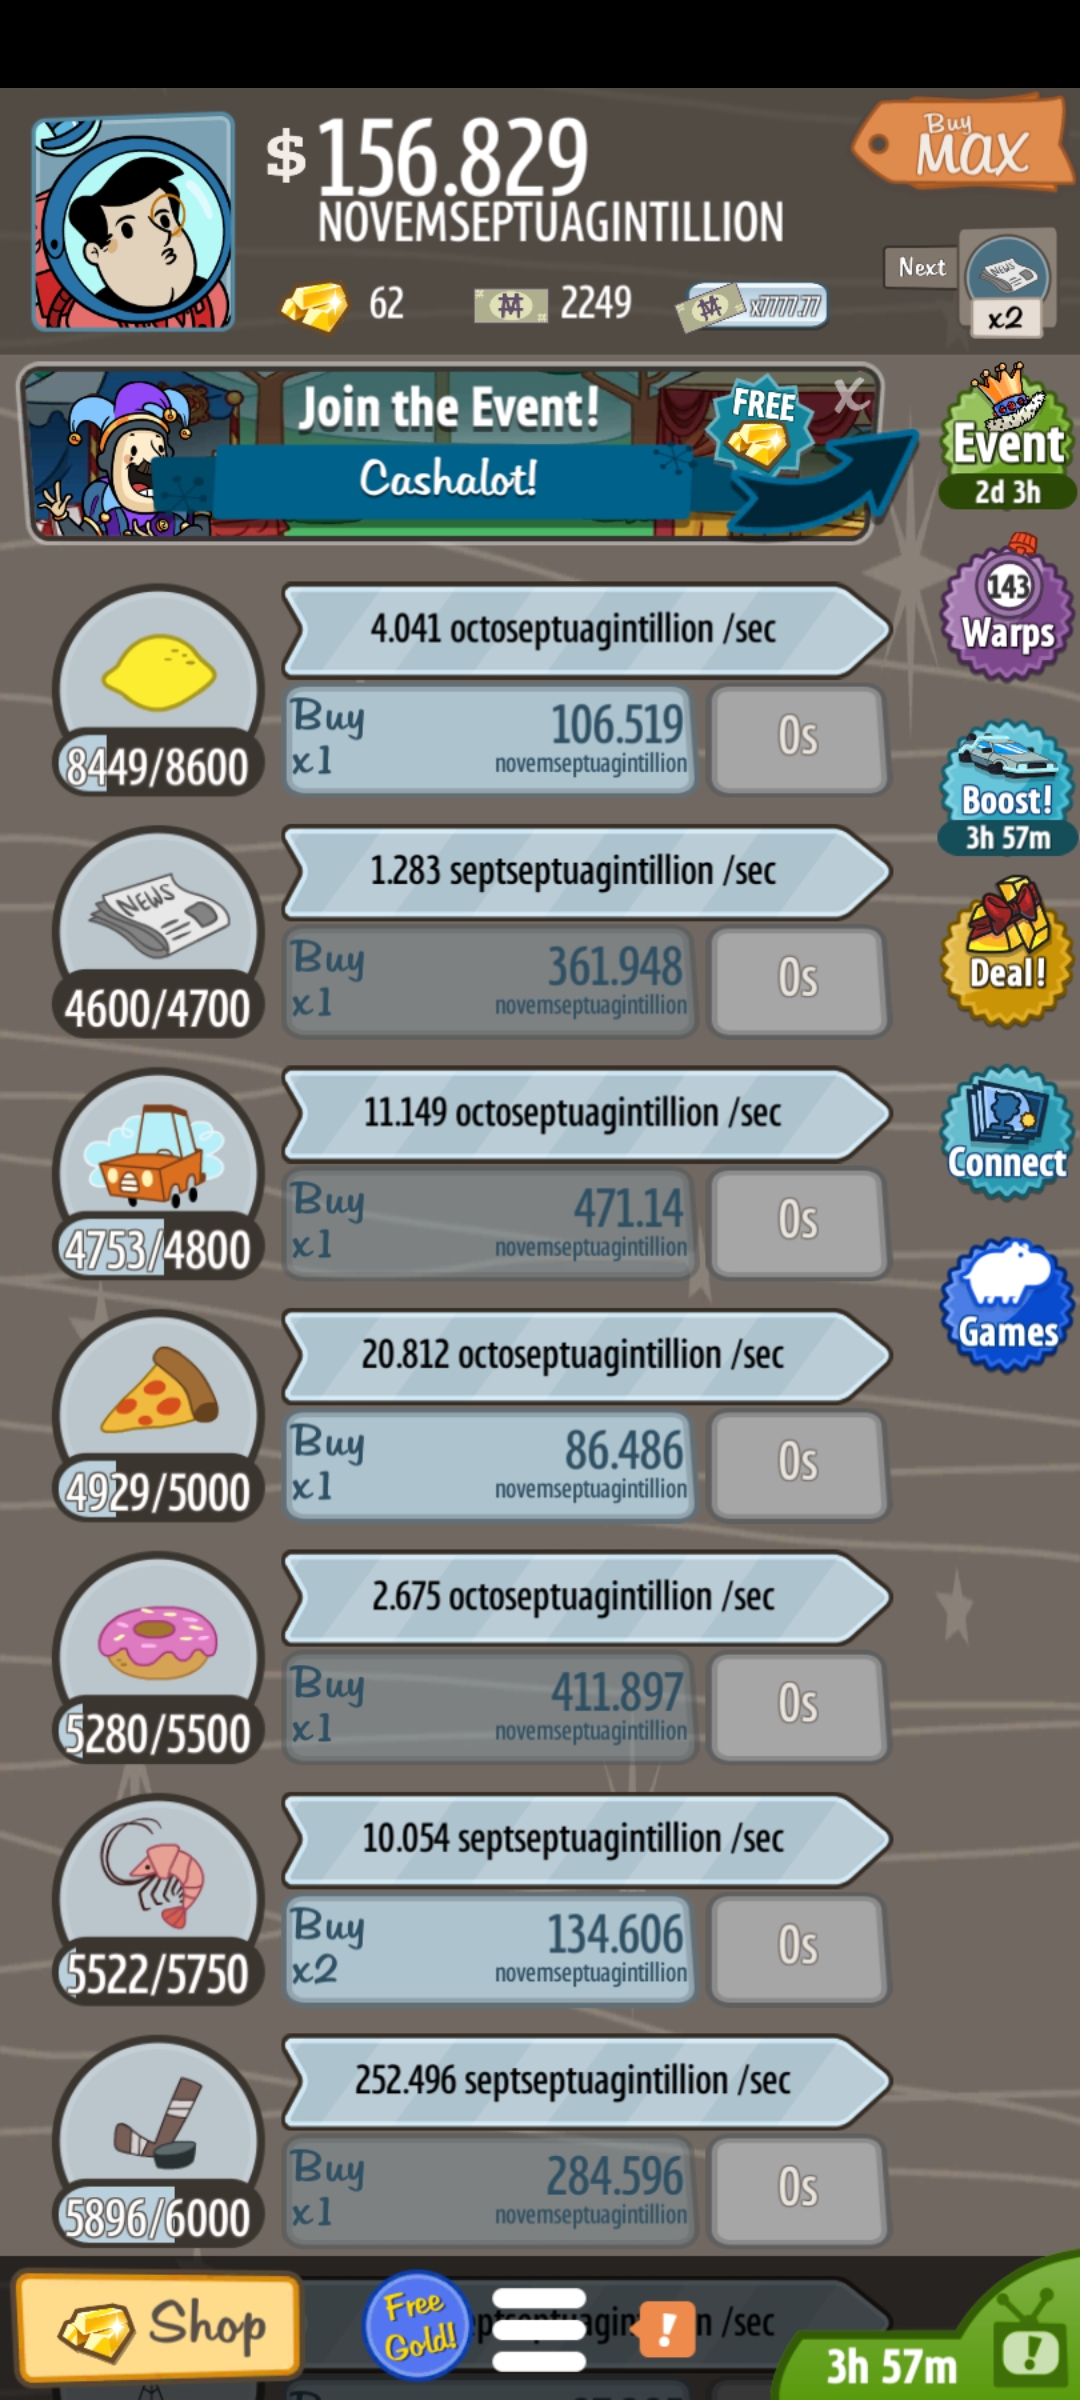 $156.829
NOVEMSEPTUAGINTILLION
Buy
MAX
62
2249
x7777.77
Next
NEWS
x2
Join the Event!
Cashalot!
FREE
X
Event
2d 3h
4.041 octoseptuagintillion /sec
Buy
x1
106.519
novemseptuagintillion
0s
8449/8600
143
Warps
Boost!
3h 57m
NEWS
1.283 septseptuagintillion /sec
Buy
x1
361.948
novemseptuagintillion
0s
4600/4700
Deal!
11.149 octoseptuagintillion /sec
Buy
x1
471.14
novemseptuagintillion
0s
4753/4800
Connect
Games
20.812 octoseptuagintillion /sec
Buy
x1
86.486
novemseptuagintillion
0s
4929/5000
2.675 octoseptuagintillion /sec
Buy
x1
411.897
novemseptuagintillion
0s
5280/5500
10.054 septseptuagintillion /sec
Buy
x2
134.606
novemseptuagintillion
0s
5522/5750
252.496 septseptuagintillion /sec
Buy
x1
284.596
novemseptuagintillion
0s
5896/6000
Shop
Free
Gold!
!
/sec
3h 57m
!
Buy